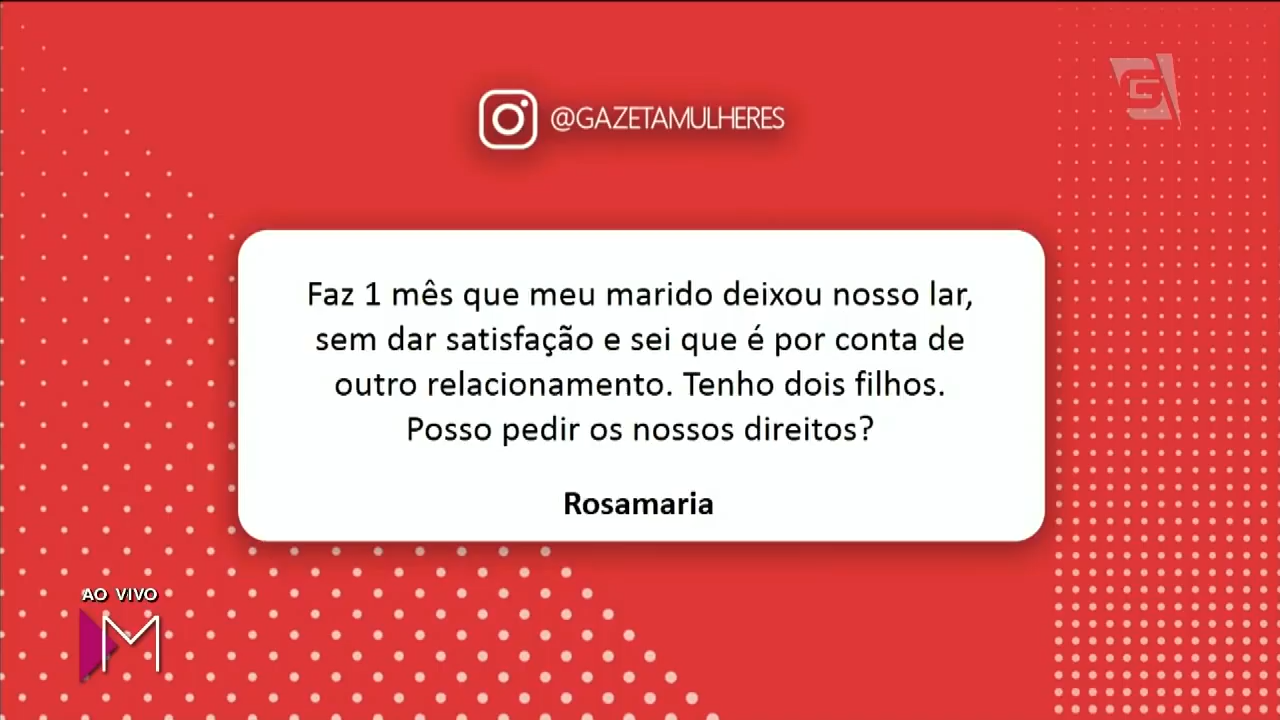 @GAZETAMULHERES
G
Faz 1 mês que meu marido deixou nosso lar,
sem dar satisfação e sei que é por conta de
outro relacionamento. Tenho dois filhos.
Posso pedir os nossos direitos?
Rosamaria
AO VIVO
M